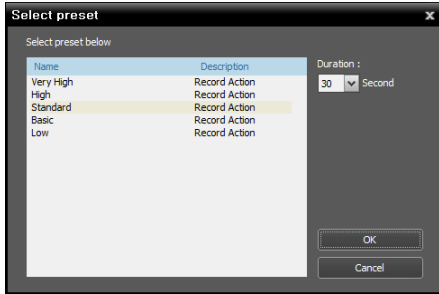 Select preset
x
Select preset below
Name Description
Very High Record Action
High Record Action
Standard Record Action
Basic Record Action
Low Record Action
Duration :
30 Second
OK
Cancel